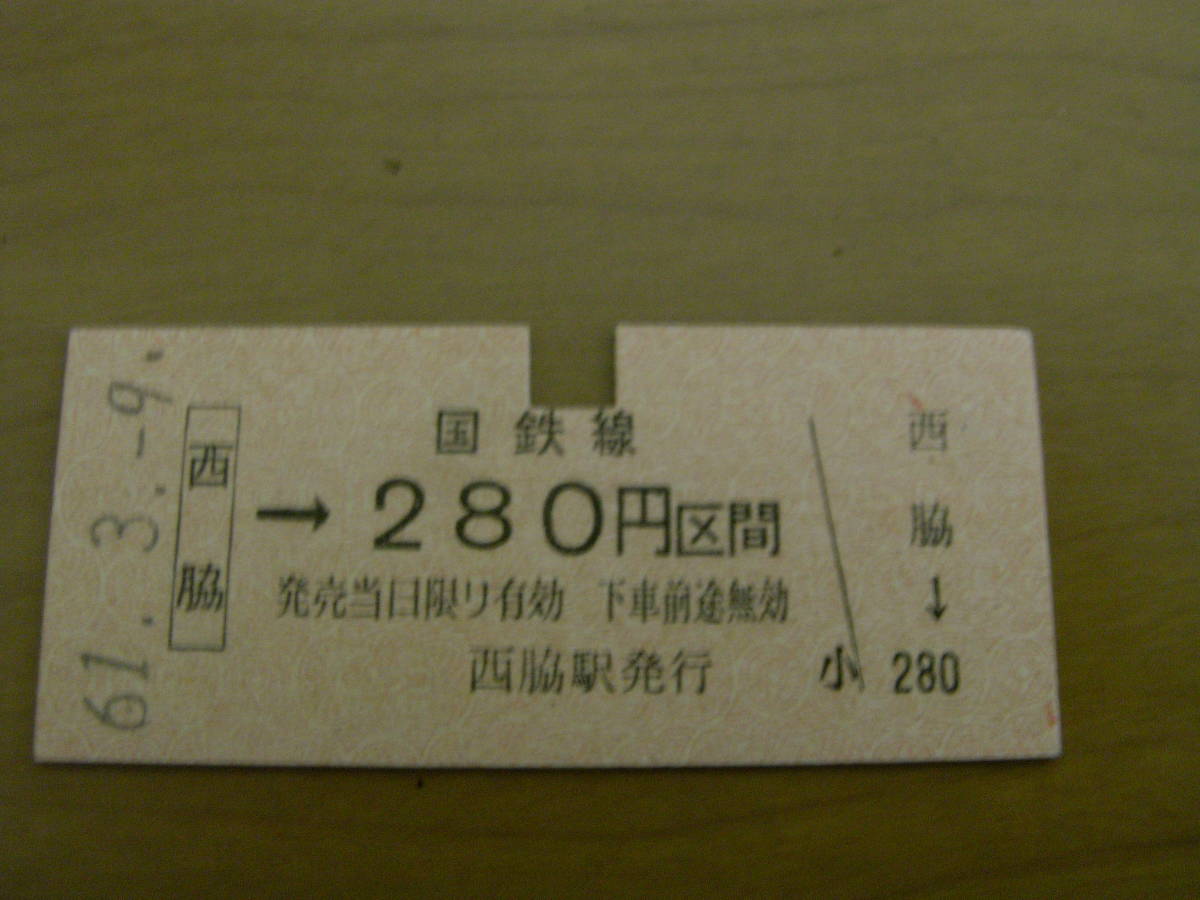 61. 3. -9.
西脇
国鉄線
→280円区間
発売当日限り有効 下車前途無効
西脇駅発行
西脇
↓
小 280